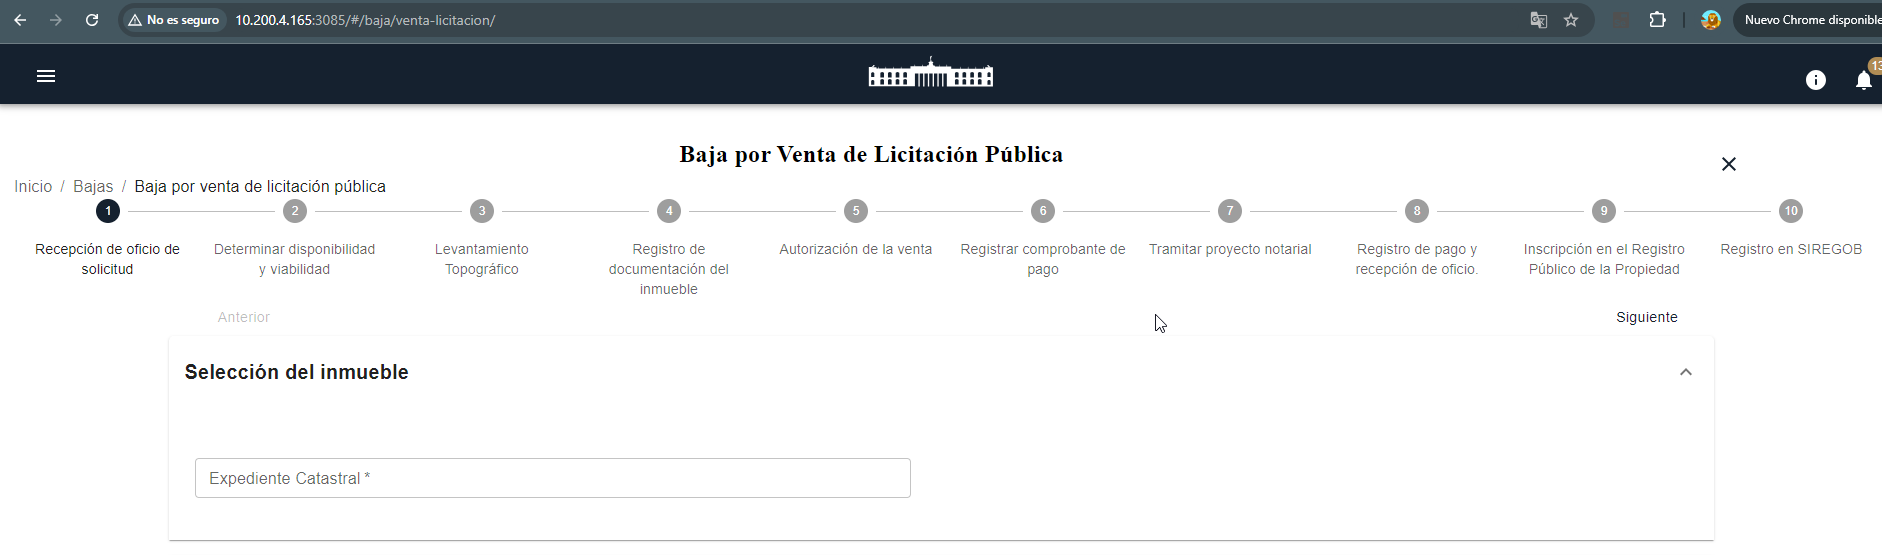 No es seguro 10.200.4.165:3085/#/baja/venta-licitacion/ Nuevo Chrome disponible
13
Baja por Venta de Licitación Pública
Inicio / Bajas / Baja por venta de licitación pública
1 2 3 4 5 6 7 8 9 10
Recepción de oficio de
solicitud
Determinar disponibilidad
y viabilidad
Levantamiento
Topográfico
Registro de
documentación del
inmueble
Autorización de la venta
Registrar comprobante de
pago
Tramitar proyecto notarial
Registro de pago y
recepción de oficio.
Inscripción en el Registro
Público de la Propiedad
Registro en SIREGOB
Anterior Siguiente
Selección del inmueble
Expediente Catastral *